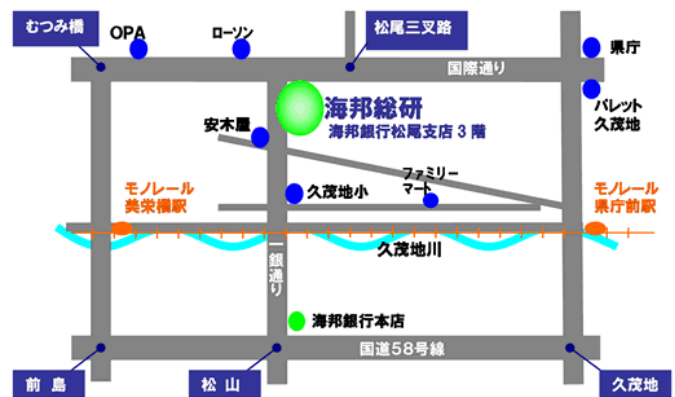 むつみ橋
OPA
ローソン
松尾三叉路
県庁
国際通り
パレット
久茂地
海邦総研
海邦銀行松尾支店3階
安木屋
ファミリー
マート
久茂地小
モノレール
美栄橋駅
モノレール
県庁前駅
久茂地川
一銀通り
海邦銀行本店
国道58号線
前島
松山
久茂地